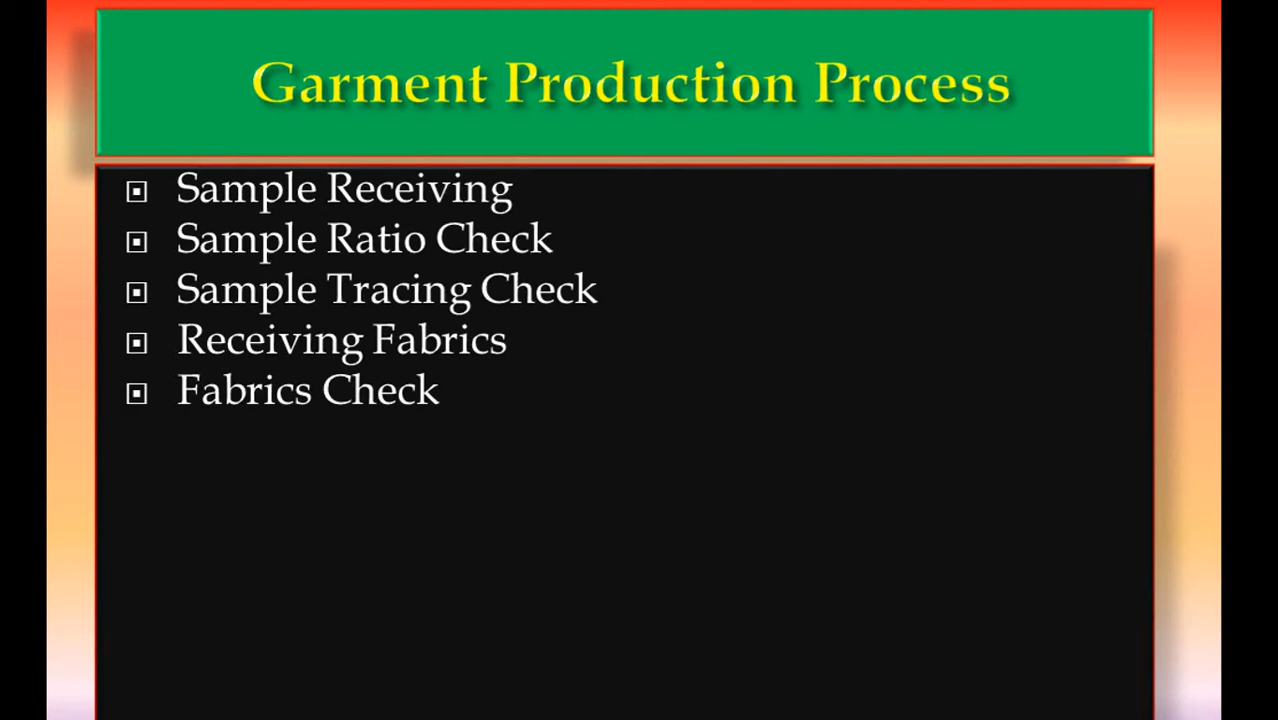 Garment Production Process
Sample Receiving
Sample Ratio Check
Sample Tracing Check
Receiving Fabrics
Fabrics Check